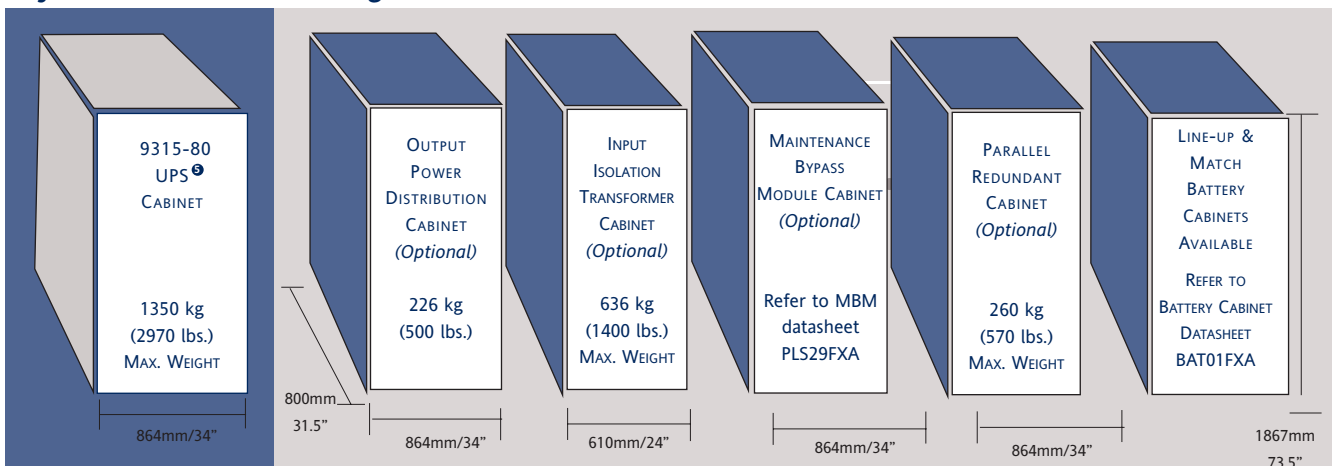 9315-80
UPS❺
CABINET
1350 kg
(2970 lbs.)
MAX. WEIGHT
864mm/34”
OUTPUT
POWER
DISTRIBUTION
CABINET
(Optional)
226 kg
(500 lbs.)
800mm
31.5”
864mm/34”
INPUT
ISOLATION
TRANSFORMER
CABINET
(Optional)
636 kg
(1400 lbs.)
MAX. WEIGHT
610mm/24”
MAINTENANCE
BYPASS
MODULE CABINET
(Optional)
Refer to MBM
datasheet
PLS29FXA
864mm/34”
PARALLEL
REDUNDANT
CABINET
(Optional)
260 kg
(570 lbs.)
MAX. WEIGHT
864mm/34”
LINE-UP &
MATCH
BATTERY
CABINETS
AVAILABLE
REFER TO
BATTERY CABINET
DATASHEET
BAT01FXA
1867mm
73.5”